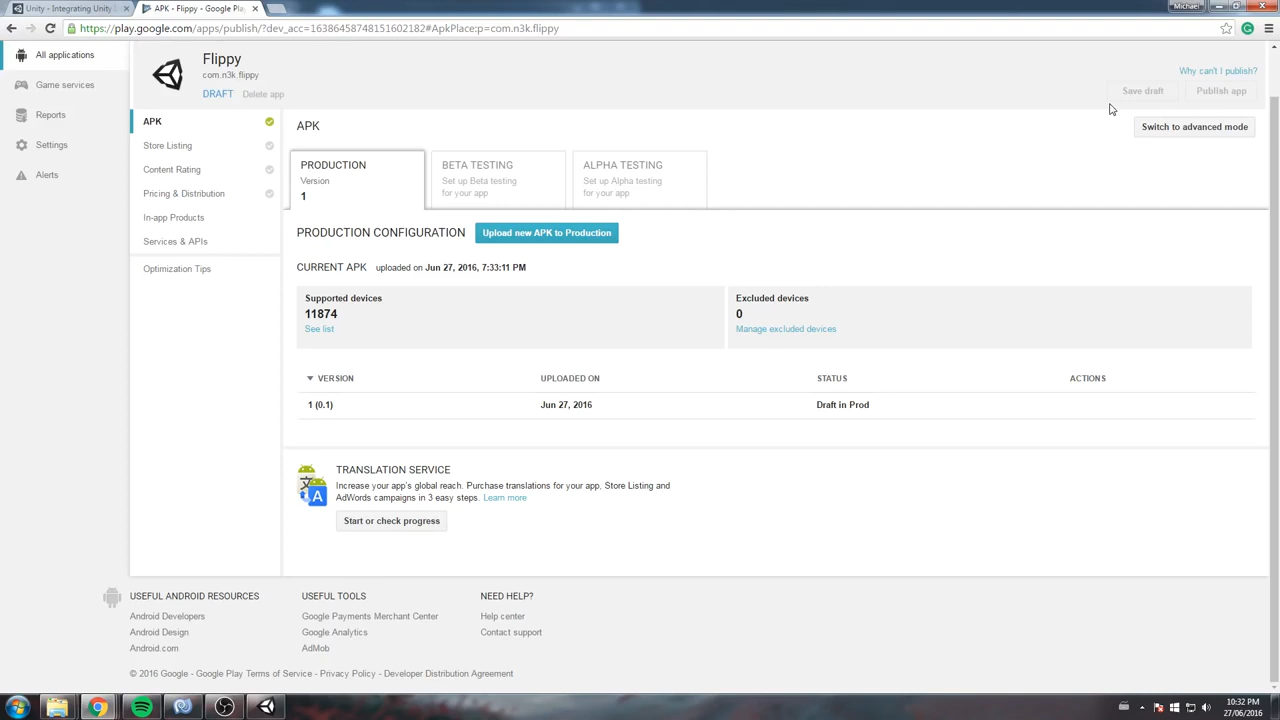 Unity - Integrating Unity
APK - Flippy - Google Play
Michael
https://play.google.com/apps/publish/?dev_acc=16386458748151602182#ApkPlace:p=com.n3k.flippy
All applications
Game services
Reports
Settings
Alerts
Flippy
com.n3k.flippy
DRAFT Delete app
Why can't I publish?
Save draft
Publish app
APK
Store Listing
Content Rating
Pricing & Distribution
In-app Products
Services & APIs
Optimization Tips
APK
Switch to advanced mode
PRODUCTION
Version
1
BETA TESTING
Set up Beta testing
for your app
ALPHA TESTING
Set up Alpha testing
for your app
PRODUCTION CONFIGURATION
Upload new APK to Production
CURRENT APK uploaded on Jun 27, 2016, 7:33:11 PM
Supported devices
11874
See list
Excluded devices
0
Manage excluded devices
VERSION UPLOADED ON STATUS ACTIONS
1 (0.1) Jun 27, 2016 Draft in Prod
TRANSLATION SERVICE
Increase your app's global reach. Purchase translations for your app, Store Listing and
AdWords campaigns in 3 easy steps. Learn more
Start or check progress
USEFUL ANDROID RESOURCES
Android Developers
Android Design
Android.com
USEFUL TOOLS
Google Payments Merchant Center
Google Analytics
AdMob
NEED HELP?
Help center
Contact support
© 2016 Google - Google Play Terms of Service - Privacy Policy - Developer Distribution Agreement
10:32 PM
27/06/2016